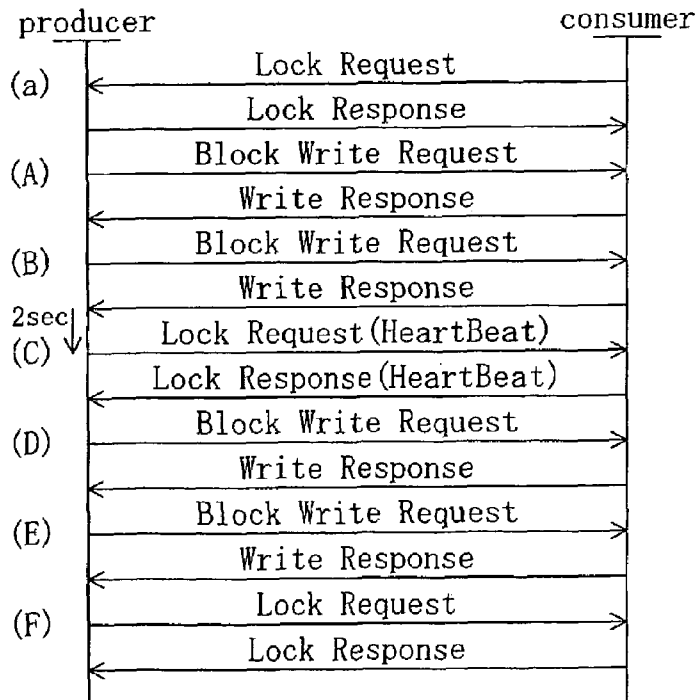 producer consumer
(a) Lock Request
Lock Response
(A) Block Write Request
Write Response
(B) Block Write Request
Write Response
2sec
(C) Lock Request(HeartBeat)
Lock Response(HeartBeat)
(D) Block Write Request
Write Response
(E) Block Write Request
Write Response
(F) Lock Request
Lock Response